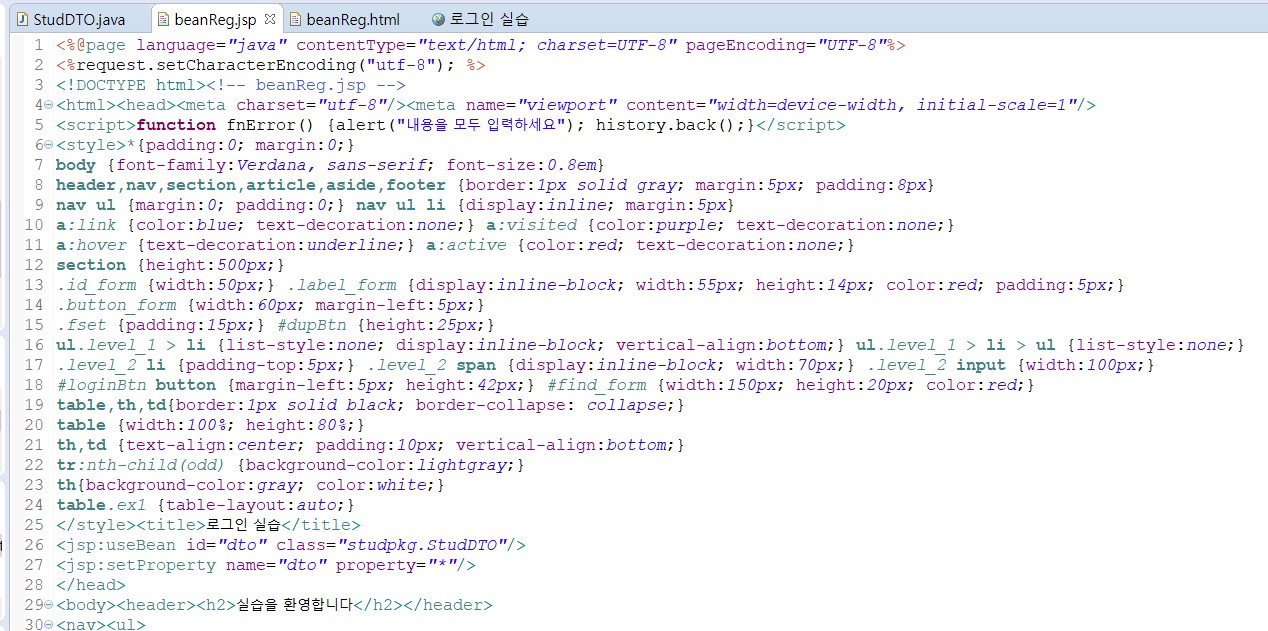 StudDTO.java beanReg.jsp beanReg.html 로그인 실습
1 <%@page language="java" contentType="text/html; charset=UTF-8" pageEncoding="UTF-8"%>
2 <%request.setCharacterEncoding("utf-8"); %>
3 <!DOCTYPE html><!-- beanReg.jsp -->
4 <html><head><meta charset="utf-8"/><meta name="viewport" content="width=device-width, initial-scale=1"/>
5 <script>function fnError() {alert("내용을 모두 입력하세요"); history.back();}</script>
6 <style>*{padding:0; margin:0;}
7 body {font-family:Verdana, sans-serif; font-size:0.8em}
8 header,nav,section,article,aside,footer {border:1px solid gray; margin:5px; padding:8px}
9 nav ul {margin:0; padding:0;} nav ul li {display:inline; margin:5px}
10 a:link {color:blue; text-decoration:none;} a:visited {color:purple; text-decoration:none;}
11 a:hover {text-decoration:underline;} a:active {color:red; text-decoration:none;}
12 section {height:500px;}
13 .id_form {width:50px;} .label_form {display:inline-block; width:55px; height:14px; color:red; padding:5px;}
14 .button_form {width:60px; margin-left:5px;}
15 .fset {padding:15px;} #dupBtn {height:25px;}
16 ul.level_1 > li {list-style:none; display:inline-block; vertical-align:bottom;} ul.level_1 > li > ul {list-style:none;}
17 .level_2 li {padding-top:5px;} .level_2 span {display:inline-block; width:70px;} .level_2 input {width:100px;}
18 #loginBtn button {margin-left:5px; height:42px;} #find_form {width:150px; height:20px; color:red;}
19 table,th,td{border:1px solid black; border-collapse: collapse;}
20 table {width:100%; height:80%;}
21 th,td {text-align:center; padding:10px; vertical-align:bottom;}
22 tr:nth-child(odd) {background-color:lightgray;}
23 th{background-color:gray; color:white;}
24 table.ex1 {table-layout:auto;}
25 </style><title>로그인 실습</title>
26 <jsp:useBean id="dto" class="studpkg.StudDTO"/>
27 <jsp:setProperty name="dto" property="*"/>
28 </head>
29 <body><header><h2>실습을 환영합니다</h2></header>
30 <nav><ul>